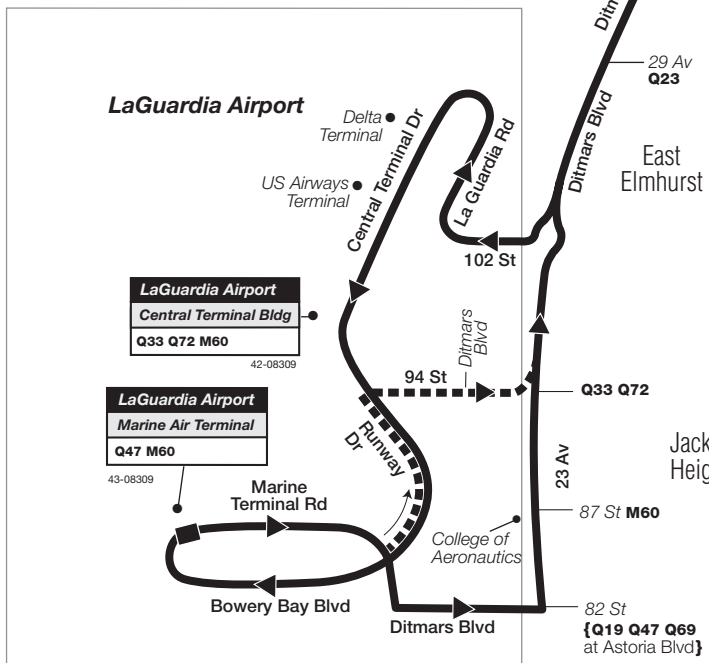 Ditm
29 Av
Q23
LaGuardia Airport
Delta
Terminal
Central Terminal Dr
La Guardia Rd
Ditmars Blvd
East
Elmhurst
US Airways
Terminal
102 St
LaGuardia Airport
Central Terminal Bldg
Q33 Q72 M60
42-08309
Ditmars
Blvd
94 St
Q33 Q72
LaGuardia Airport
Marine Air Terminal
Q47 M60
43-08309
Runway
Dr
23 Av
Jack
Heig
Marine
Terminal Rd
87 St M60
College of
Aeronautics
Bowery Bay Blvd
Ditmars Blvd
82 St
{Q19 Q47 Q69
at Astoria Blvd}